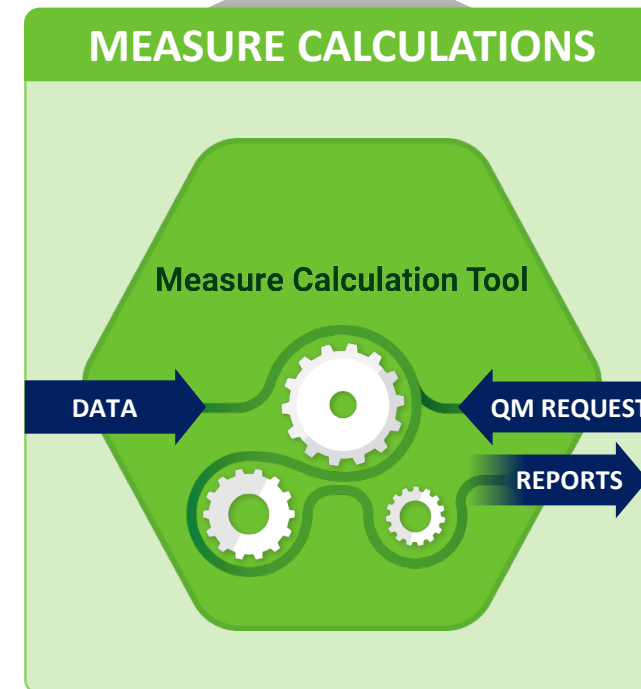 MEASURE CALCULATIONS
Measure Calculation Tool
DATA
QM REQUEST
REPORTS